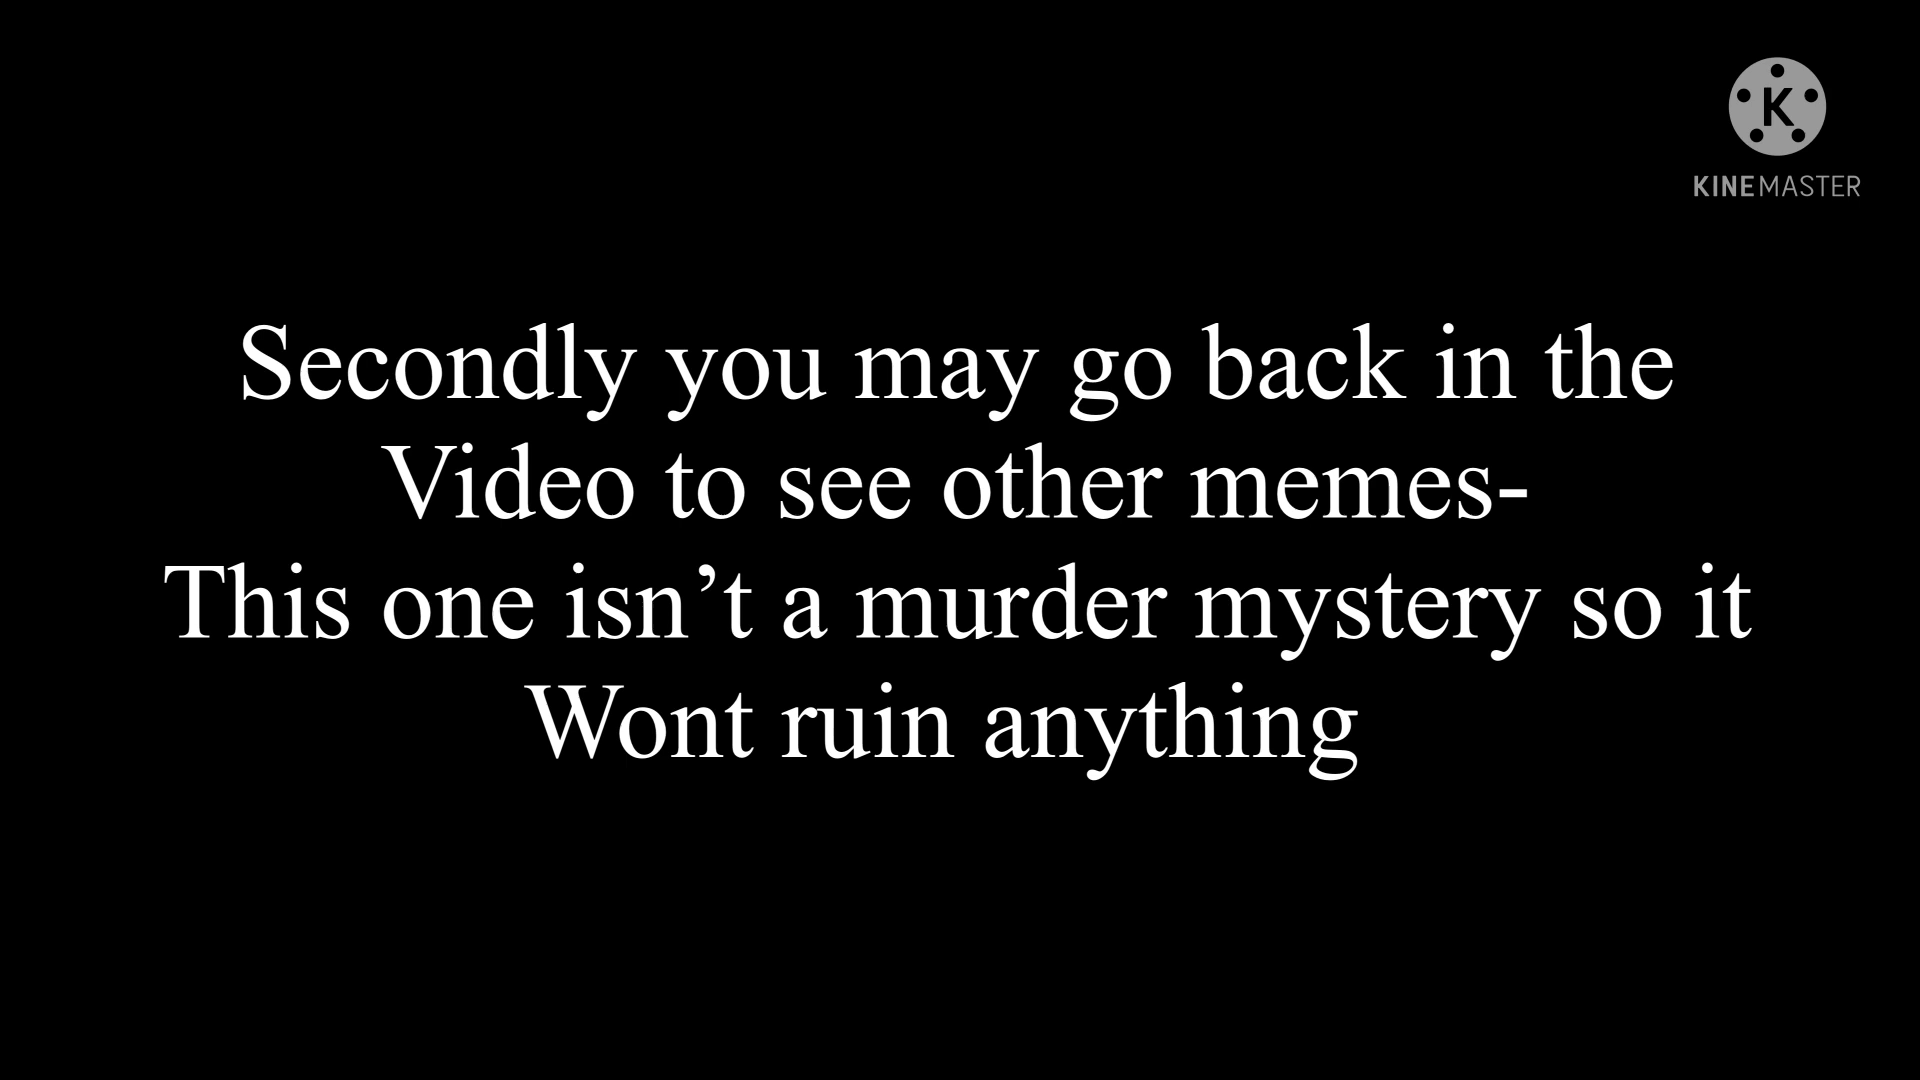 K
KINEMASTER
Secondly you may go back in the
Video to see other memes-
This one isn’t a murder mystery so it
Wont ruin anything